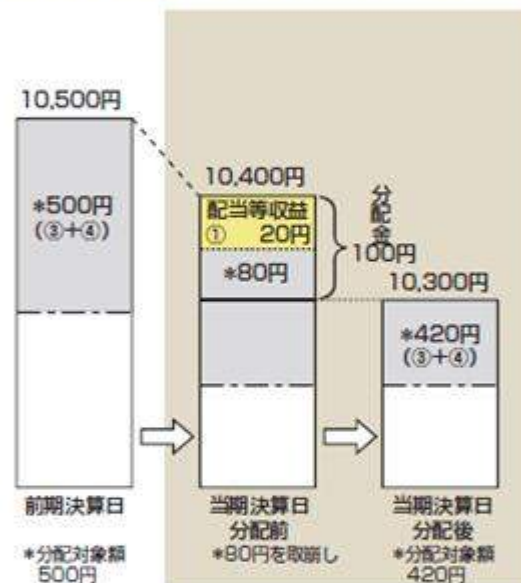 10,500円
*500円
(③+④)
前期決算日
*分配対象額
500円
10,400円
配当等収益
① 20円
*80円
分配金
100円
当期決算日
分配前
*80円を取崩し
10,300円
*420円
(③+④)
当期決算日
分配後
*分配対象額
420円